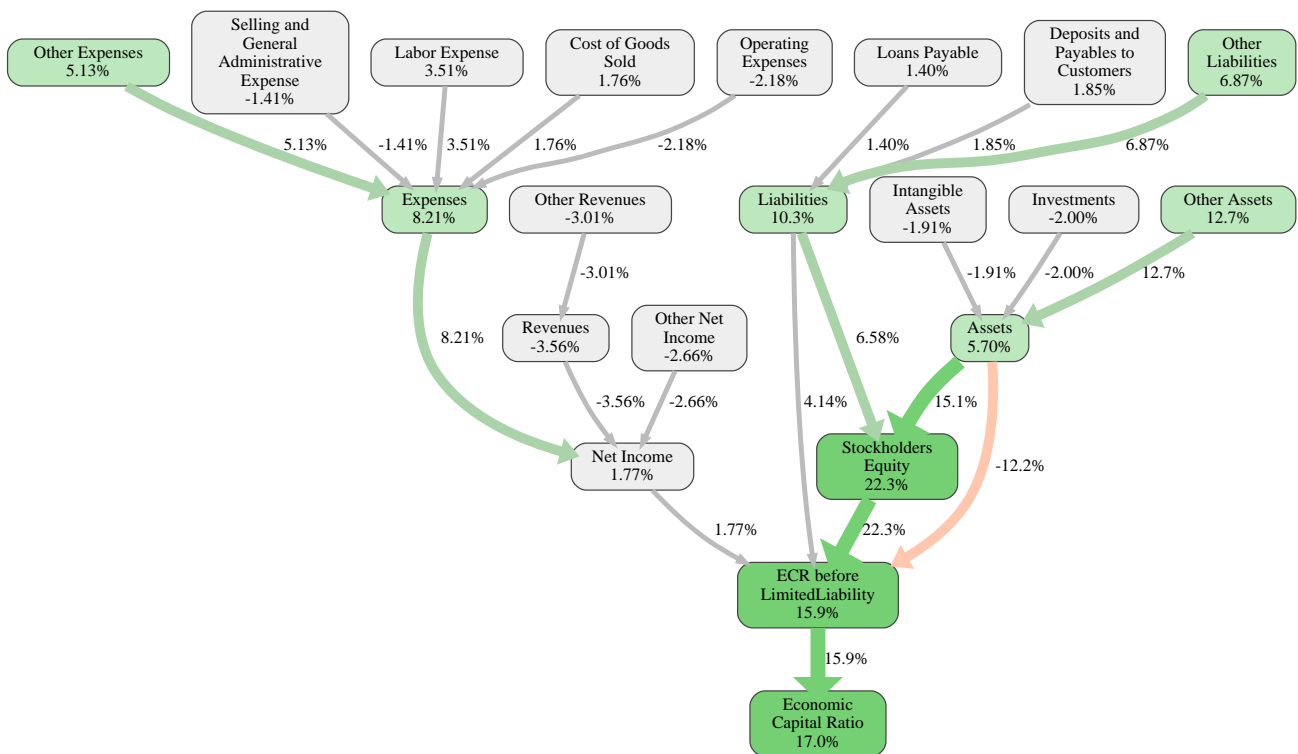 Other Expenses
5.13%
Selling and
General
Administrative
Expense
-1.41%
Labor Expense
3.51%
Cost of Goods
Sold
1.76%
Operating
Expenses
-2.18%
Loans Payable
1.40%
Deposits and
Payables to
Customers
1.85%
Other
Liabilities
6.87%
5.13%
-1.41%
3.51%
1.76%
-2.18%
1.40%
1.85%
6.87%
Expenses
8.21%
Other Revenues
-3.01%
Liabilities
10.3%
Intangible
Assets
-1.91%
Investments
-2.00%
Other Assets
12.7%
-3.01%
-1.91%
-2.00%
12.7%
8.21%
Revenues
-3.56%
Other Net
Income
-2.66%
6.58%
Assets
5.70%
-3.56%
-2.66%
4.14%
15.1%
Net Income
1.77%
Stockholders
Equity
22.3%
-12.2%
1.77%
22.3%
ECR before
LimitedLiability
15.9%
15.9%
Economic
Capital Ratio
17.0%